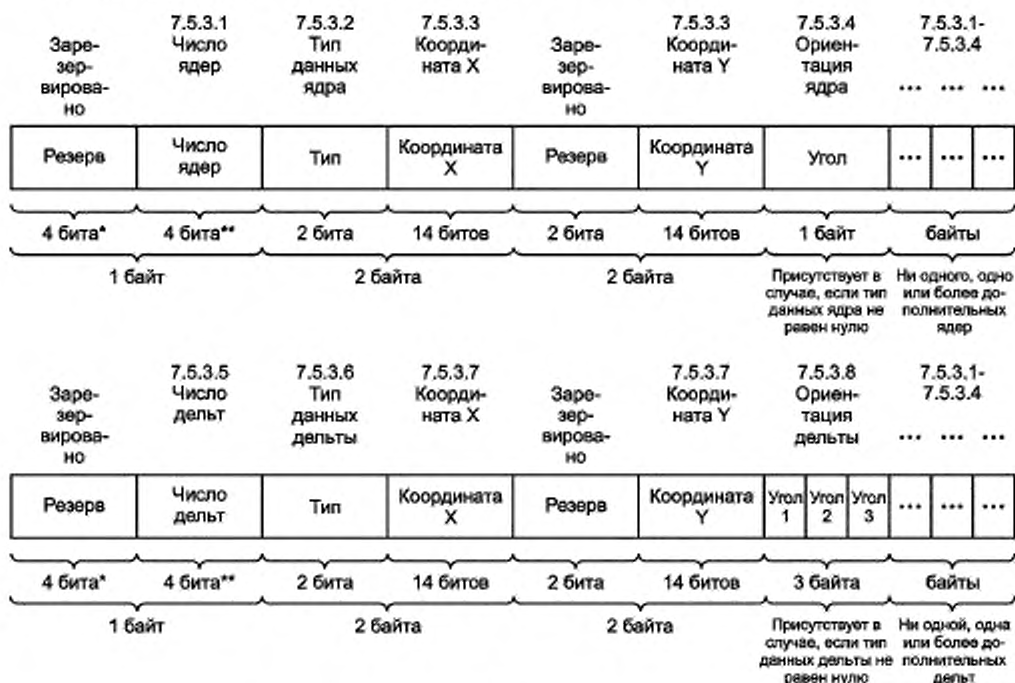 7.5.3.1 7.5.3.2 7.5.3.3 7.5.3.3 7.5.3.4 7.5.3.1-
Заре- Число Тип Коорди- Заре- Коорди- Ориен- 7.5.3.4
зер- ядер данных ната X зер- ната Y тация
вирова- ядра вирова- ядра ... ... ...
но но
Резерв Число ядер Тип Координата X Резерв Координата Y Угол ... ... ...
4 бита* 4 бита** 2 бита 14 битов 2 бита 14 битов 1 байт байты
1 байт 2 байта 2 байта
Присутствует в Ни одного, одно
случае, если тип или более до-
данных ядра не полнительных
равен нулю ядер
7.5.3.5 7.5.3.6 7.5.3.7 7.5.3.7 7.5.3.8 7.5.3.1-
Заре- Число Тип Коорди- Заре- Коорди- Ориен- 7.5.3.4
зер- дельт данных ната X зер- ната Y тация
вирова- дельты вирова- дельты ... ... ...
но но
Резерв Число дельт Тип Координата X Резерв Координата Y Угол 1 Угол 2 Угол 3 ... ... ...
4 бита* 4 бита** 2 бита 14 битов 2 бита 14 битов 3 байта байты
1 байт 2 байта 2 байта
Присутствует в Ни одной, одна
случае, если тип или более до-
данных дельты не полнительных
равен нулю дельт